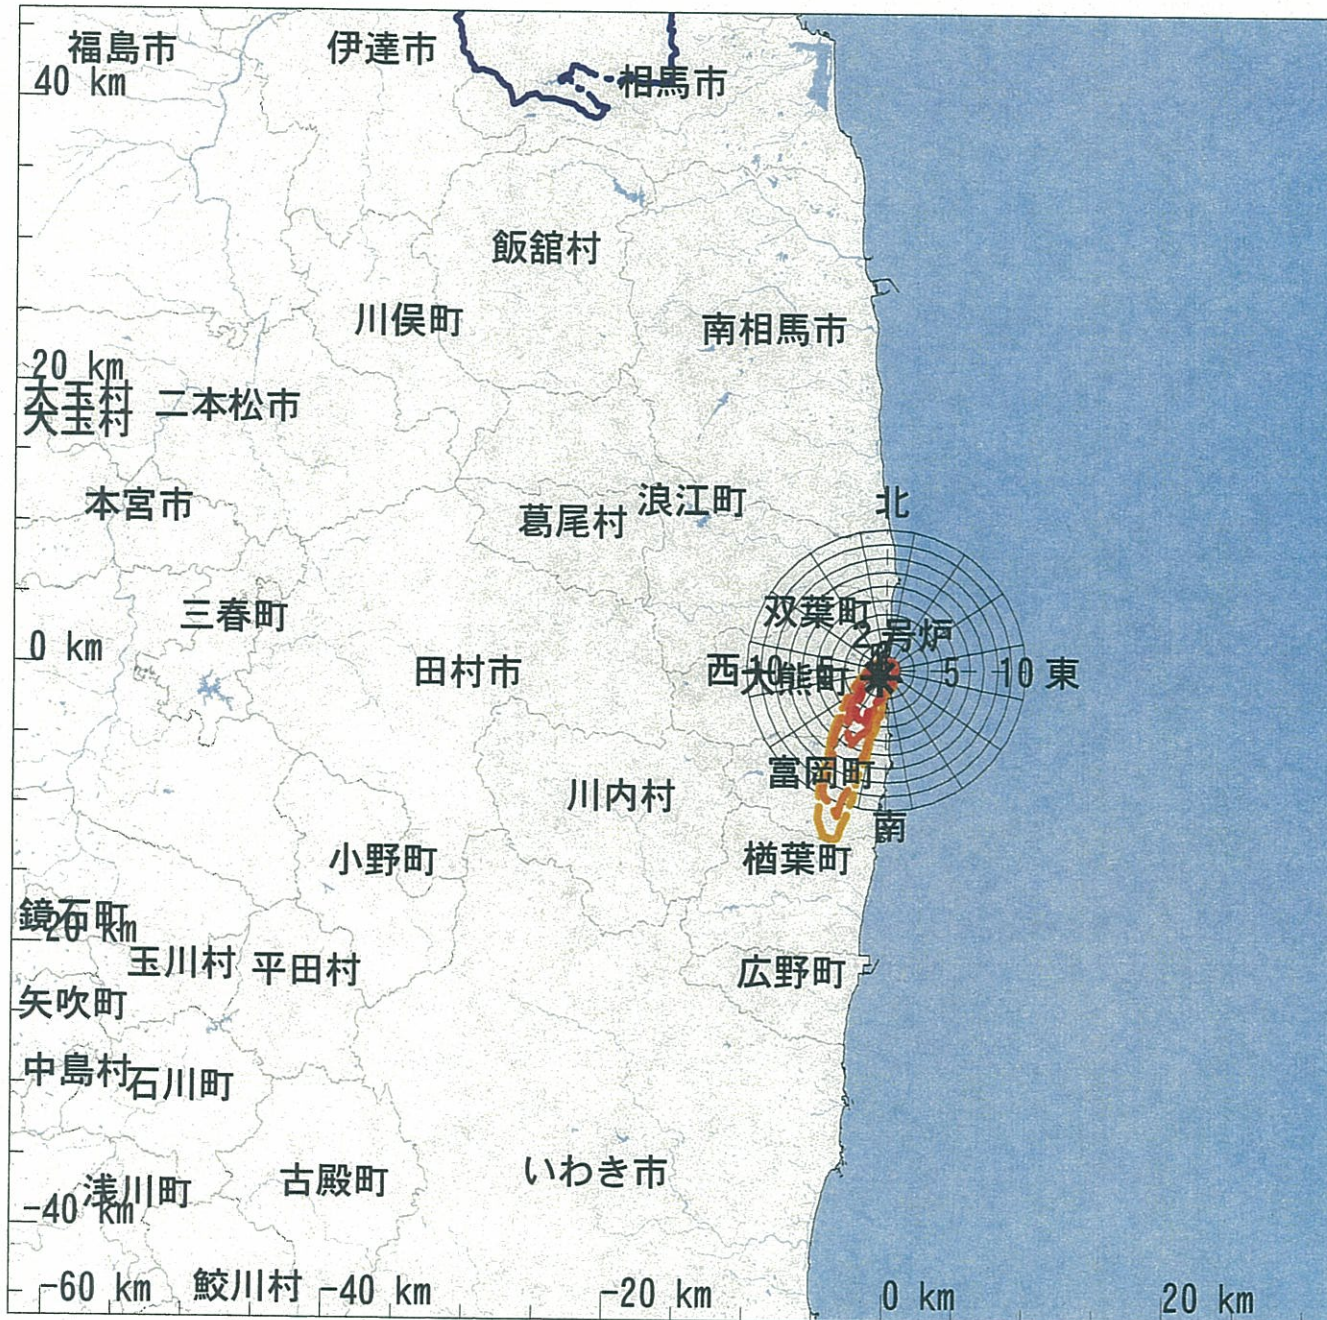 福島市 伊達市
40 km 相馬市
飯舘村
川俣町 南相馬市
20 km
大玉村 二本松市
大玉村
本宮市 葛尾村 浪江町 北
三春町 双葉町 2号炉
0 km 田村市 西 10 5 大熊町 5 10 東
川内村 富岡町
南
小野町 楢葉町
鏡石町
-20 km
玉川村 平田村 広野町
矢吹町
中島村 石川町
浅川町 古殿町 いわき市
-40 km
-60 km 鮫川村 -40 km -20 km 0 km 20 km